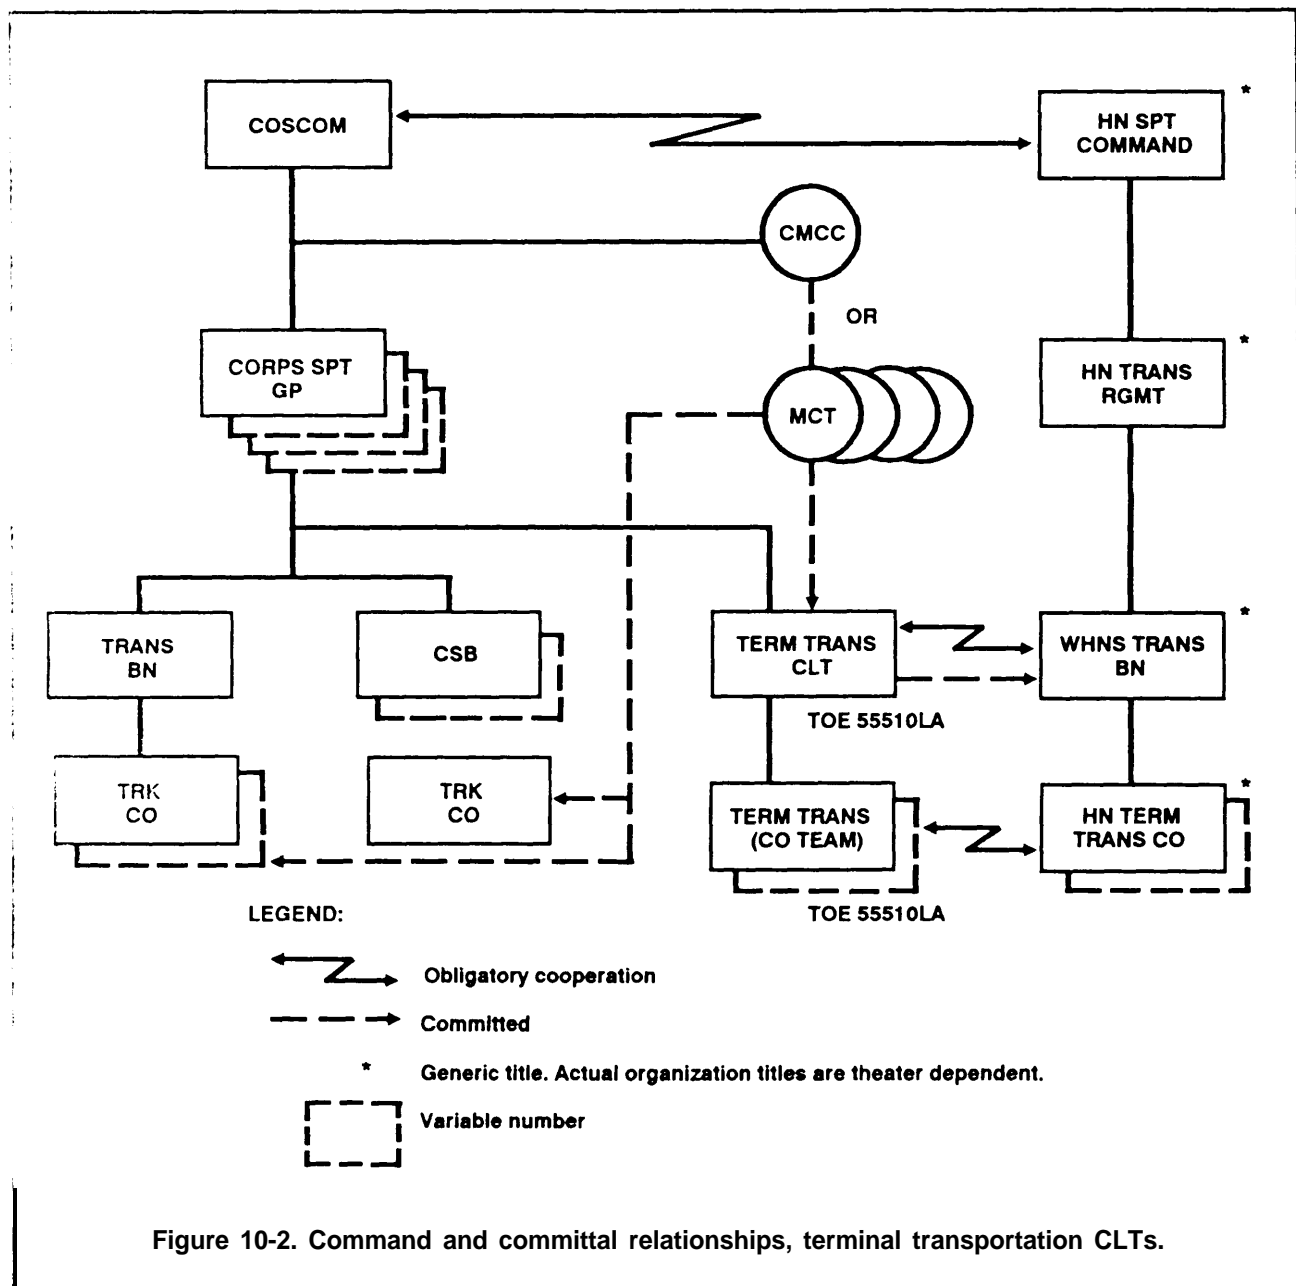 COSCOM
HN SPT
COMMAND
*
CMCC
OR
CORPS SPT
GP
MCT
HN TRANS
RGMT
*
TRANS
BN
CSB
TERM TRANS
CLT
WHNS TRANS
BN
*
TOE 55510LA
TRK
CO
TRK
CO
TERM TRANS
(CO TEAM)
HN TERM
TRANS CO
*
TOE 55510LA
LEGEND:
Obligatory cooperation
Committed
* Generic title. Actual organization titles are theater dependent.
Variable number
Figure 10-2. Command and committal relationships, terminal transportation CLTs.